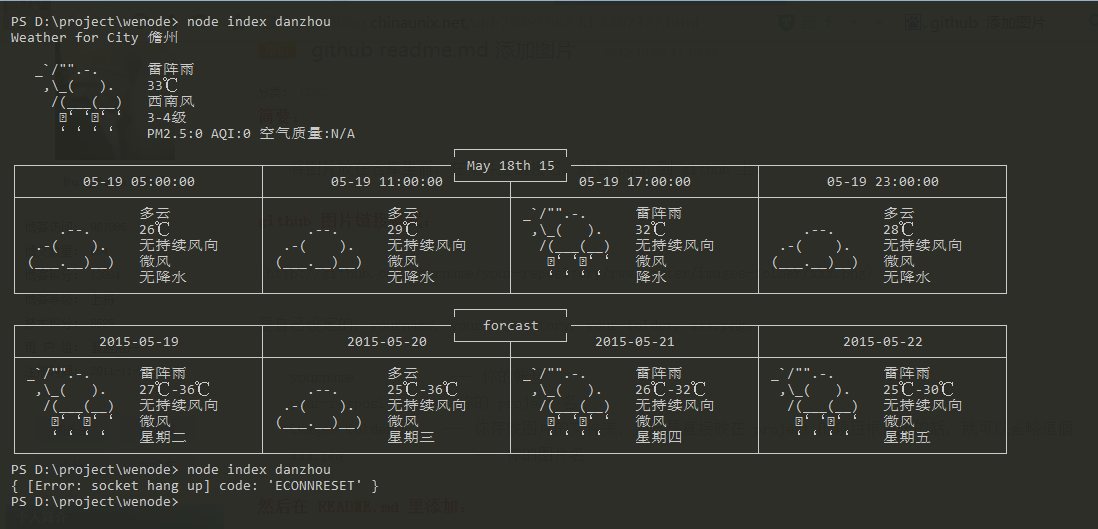 PS D:\project\wenode> node index danzhou
Weather for City 儋州
雷阵雨
33℃
西南风
3-4级
PM2.5:0 AQI:0 空气质量:N/A
May 18th 15
05-19 05:00:00 05-19 11:00:00 05-19 17:00:00 05-19 23:00:00
多云 多云 雷阵雨 多云
26℃ 29℃ 32℃ 28℃
无持续风向 无持续风向 无持续风向 无持续风向
微风 微风 微风 微风
无降水 无降水 降水 无降水
forcast
2015-05-19 2015-05-20 2015-05-21 2015-05-22
雷阵雨 多云 雷阵雨 雷阵雨
27℃-36℃ 25℃-36℃ 26℃-32℃ 25℃-30℃
无持续风向 无持续风向 无持续风向 无持续风向
微风 微风 微风 微风
星期二 星期三 星期四 星期五
PS D:\project\wenode> node index danzhou
{ [Error: socket hang up] code: 'ECONNRESET' }
PS D:\project\wenode>